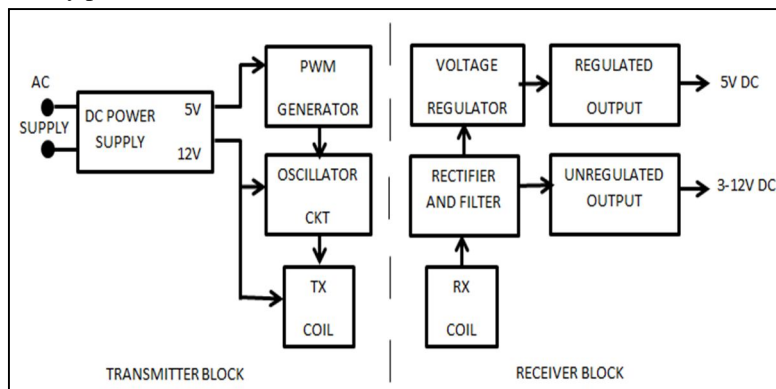 AC
SUPPLY
DC POWER
SUPPLY
5V
12V
PWM
GENERATOR
OSCILLATOR
CKT
TX
COIL
TRANSMITTER BLOCK
VOLTAGE
REGULATOR
REGULATED
OUTPUT
5V DC
RECTIFIER
AND FILTER
UNREGULATED
OUTPUT
3-12V DC
RX
COIL
RECEIVER BLOCK